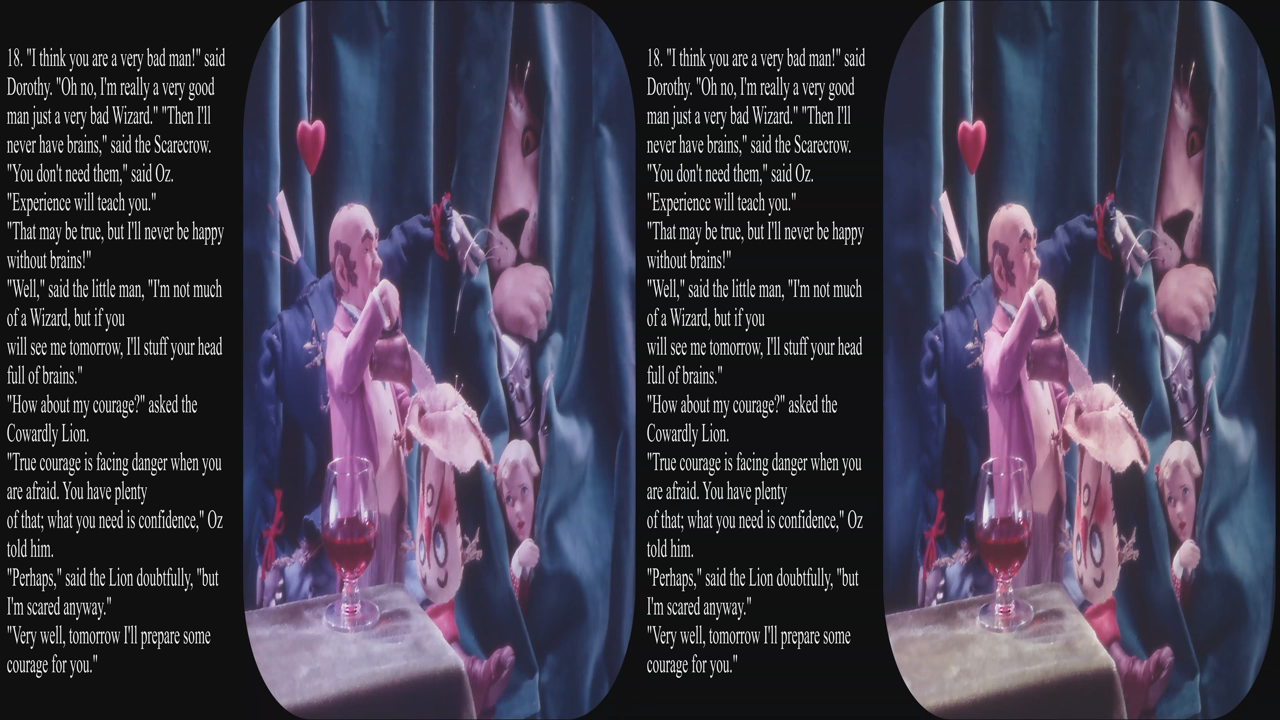 18. "I think you are a very bad man!" said
Dorothy. "Oh no, I'm really a very good
man just a very bad Wizard." "Then I'll
never have brains," said the Scarecrow.
"You don't need them," said Oz.
"Experience will teach you."
"That may be true, but I'll never be happy
without brains!"
"Well," said the little man, "I'm not much
of a Wizard, but if you
will see me tomorrow, I'll stuff your head
full of brains."
"How about my courage?" asked the
Cowardly Lion.
"True courage is facing danger when you
are afraid. You have plenty
of that; what you need is confidence," Oz
told him.
"Perhaps," said the Lion doubtfully, "but
I'm scared anyway."
"Very well, tomorrow I'll prepare some
courage for you."
18. "I think you are a very bad man!" said
Dorothy. "Oh no, I'm really a very good
man just a very bad Wizard." "Then I'll
never have brains," said the Scarecrow.
"You don't need them," said Oz.
"Experience will teach you."
"That may be true, but I'll never be happy
without brains!"
"Well," said the little man, "I'm not much
of a Wizard, but if you
will see me tomorrow, I'll stuff your head
full of brains."
"How about my courage?" asked the
Cowardly Lion.
"True courage is facing danger when you
are afraid. You have plenty
of that; what you need is confidence," Oz
told him.
"Perhaps," said the Lion doubtfully, "but
I'm scared anyway."
"Very well, tomorrow I'll prepare some
courage for you."